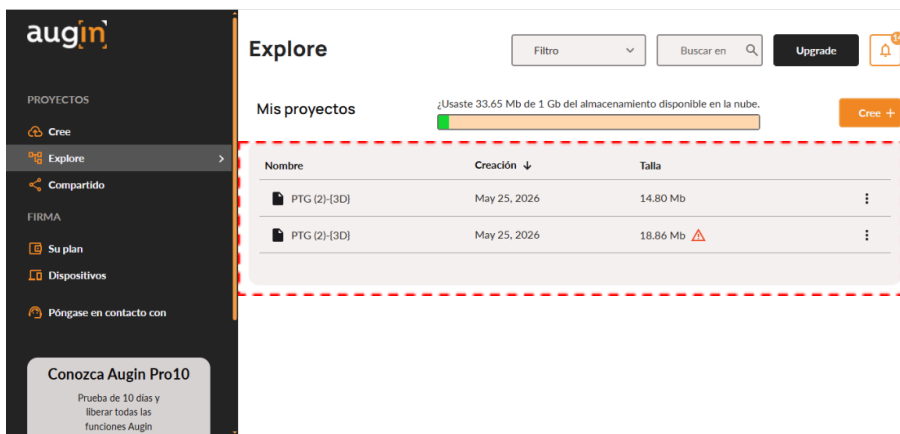 augin
PROYECTOS
Cree
Explore
Compartido
FIRMA
Su plan
Dispositivos
Póngase en contacto con
Conozca Augin Pro10
Prueba de 10 días y
liberar todas las
funciones Augin
Explore
Filtro
Buscar en
Upgrade
Mis proyectos
¿Usaste 33.65 Mb de 1 Gb del almacenamiento disponible en la nube.
Cree +
Nombre Creación ↓ Talla
PTG (2)-{3D} May 25, 2026 14.80 Mb
PTG (2)-{3D} May 25, 2026 18.86 Mb